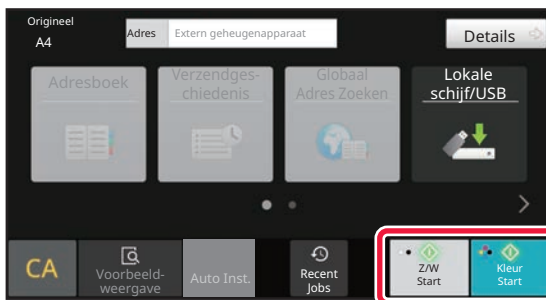 Origineel
A4
Adres
Extern geheugenapparaat
Details
Adresboek
Verzendges-
chiedenis
Globaal
Adres Zoeken
Lokale
schijf/USB
CA
Voorbeeld-
weergave
Auto Inst.
Recent
Jobs
Z/W
Start
Kleur
Start